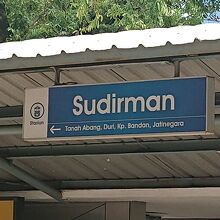 Sudirman
Stasiun
← Tanah Abang, Duri, Kp. Bandan, Jatinegara